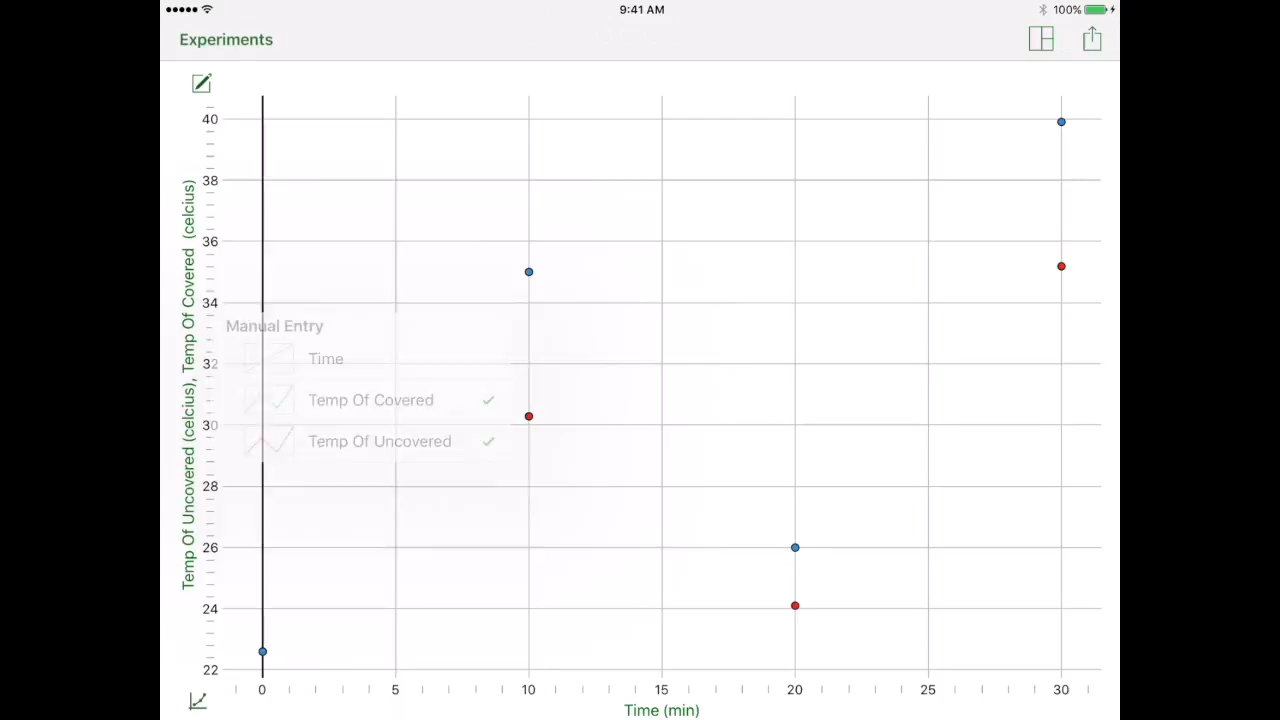 9:41 AM
100%
Experiments
40
38
36
34
32
30
28
26
24
22
Temp Of Uncovered (celcius), Temp Of Covered (celcius)
Manual Entry
Time
Temp Of Covered
Temp Of Uncovered
0 5 10 15 20 25 30
Time (min)